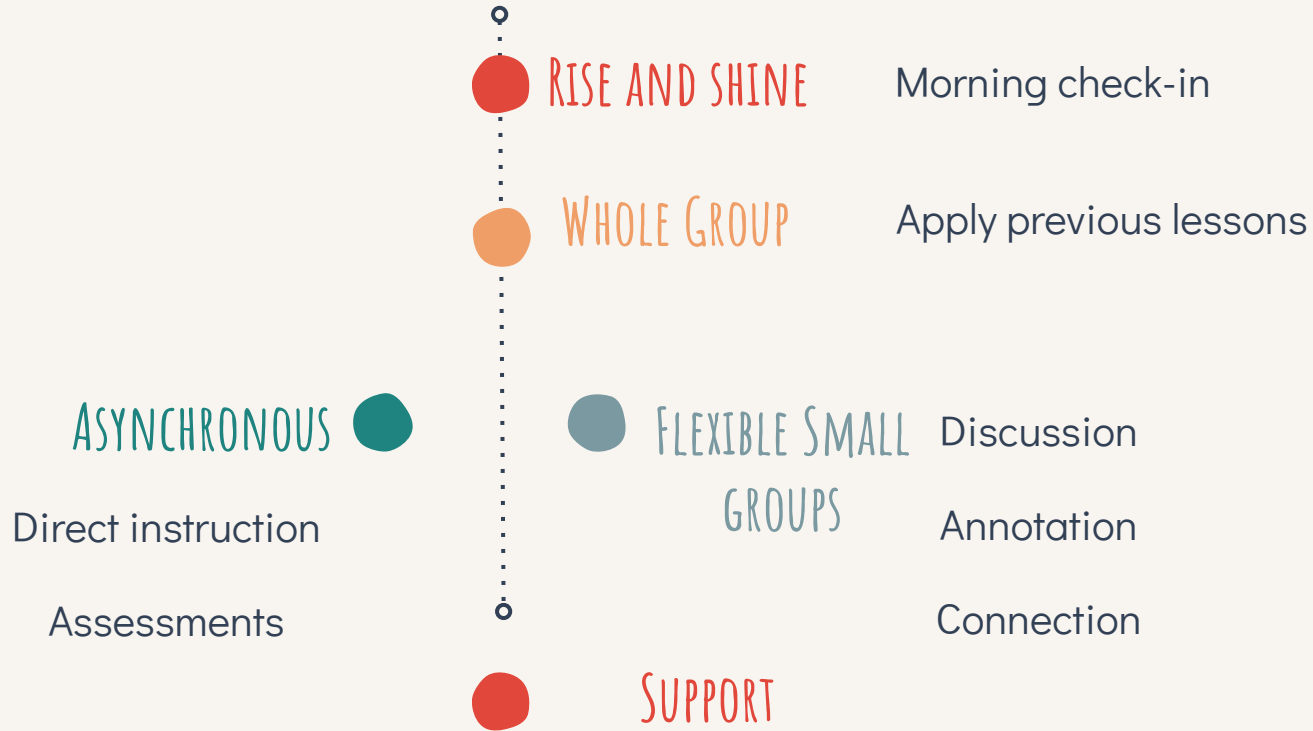 Rise and shine
Morning check-in
Whole Group
Apply previous lessons
Asynchronous
Direct instruction
Assessments
Flexible Small
groups
Discussion
Annotation
Connection
Support